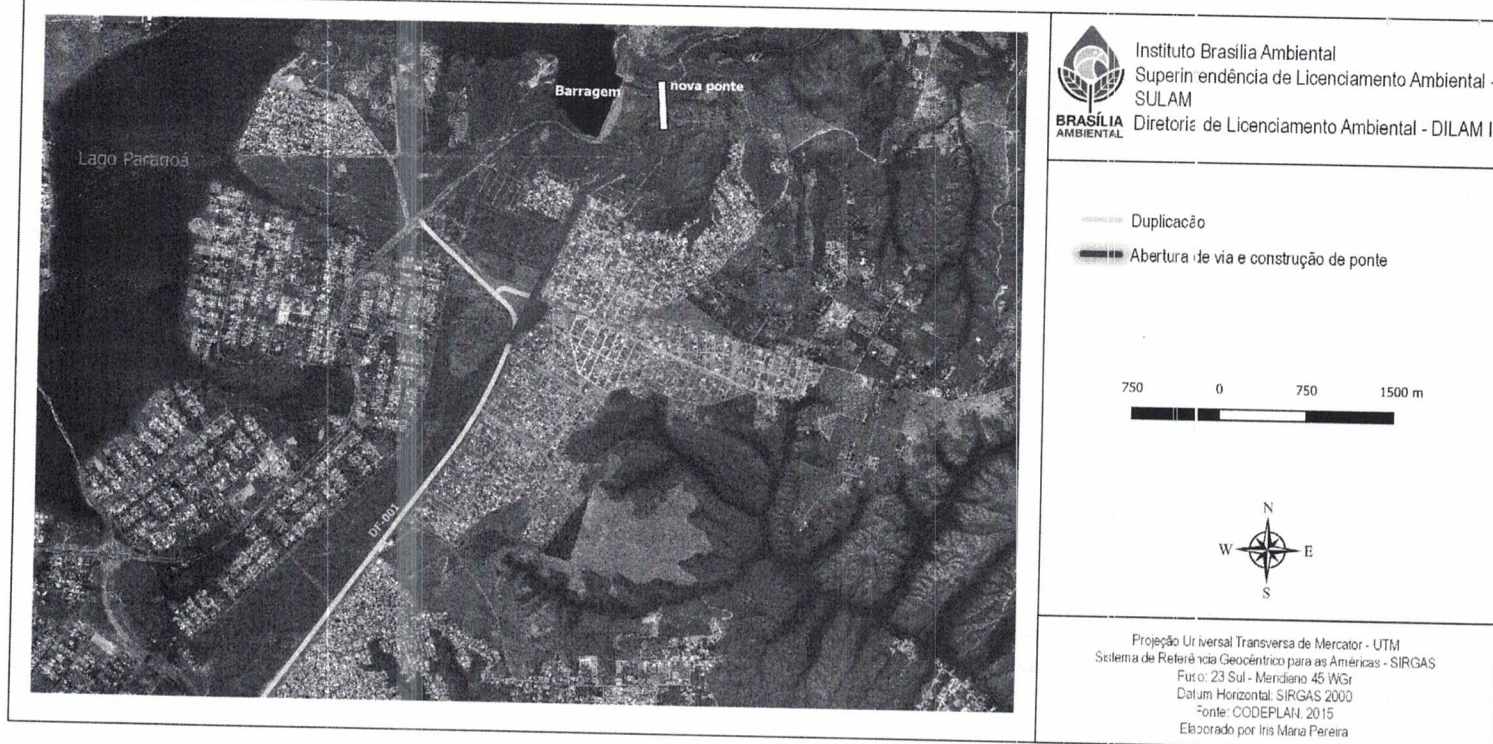 Lago Paranoá
Barragem
nova ponte
DF-001
BRASÍLIA
AMBIENTAL
Instituto Brasília Ambiental
Superin endência de Licenciamento Ambiental -
SULAM
Diretoria de Licenciamento Ambiental - DILAM I
Duplicacão
Abertura de via e construção de ponte
750 0 750 1500 m
N
W E
S
Projeção Universal Transversa de Mercator - UTM
Sistema de Referência Geocêntrico para as Américas - SIRGAS
Fuso: 23 Sul - Meridiano 45 WGr
Datum Horizontal: SIRGAS 2000
Fonte: CODEPLAN. 2015
Elaborado por Iris Maria Pereira